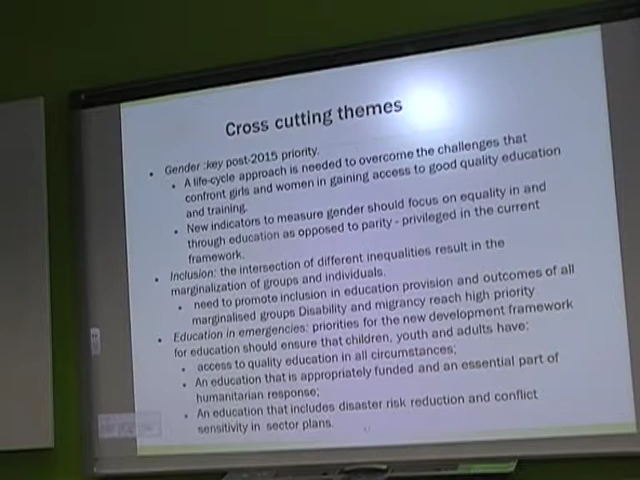 Cross cutting themes
• Gender :key post-2015 priority.
• A life-cycle approach is needed to overcome the challenges that
confront girls and women in gaining access to good quality education
and training.
• New indicators to measure gender should focus on equality in and
through education as opposed to parity - privileged in the current
framework.
• Inclusion: the intersection of different inequalities result in the
marginalization of groups and individuals.
• need to promote inclusion in education provision and outcomes of all
marginalised groups Disability and migrancy reach high priority
• Education in emergencies: priorities for the new development framework
for education should ensure that children, youth and adults have:
• access to quality education in all circumstances;
• An education that is appropriately funded and an essential part of
humanitarian response;
• An education that includes disaster risk reduction and conflict
sensitivity in sector plans.